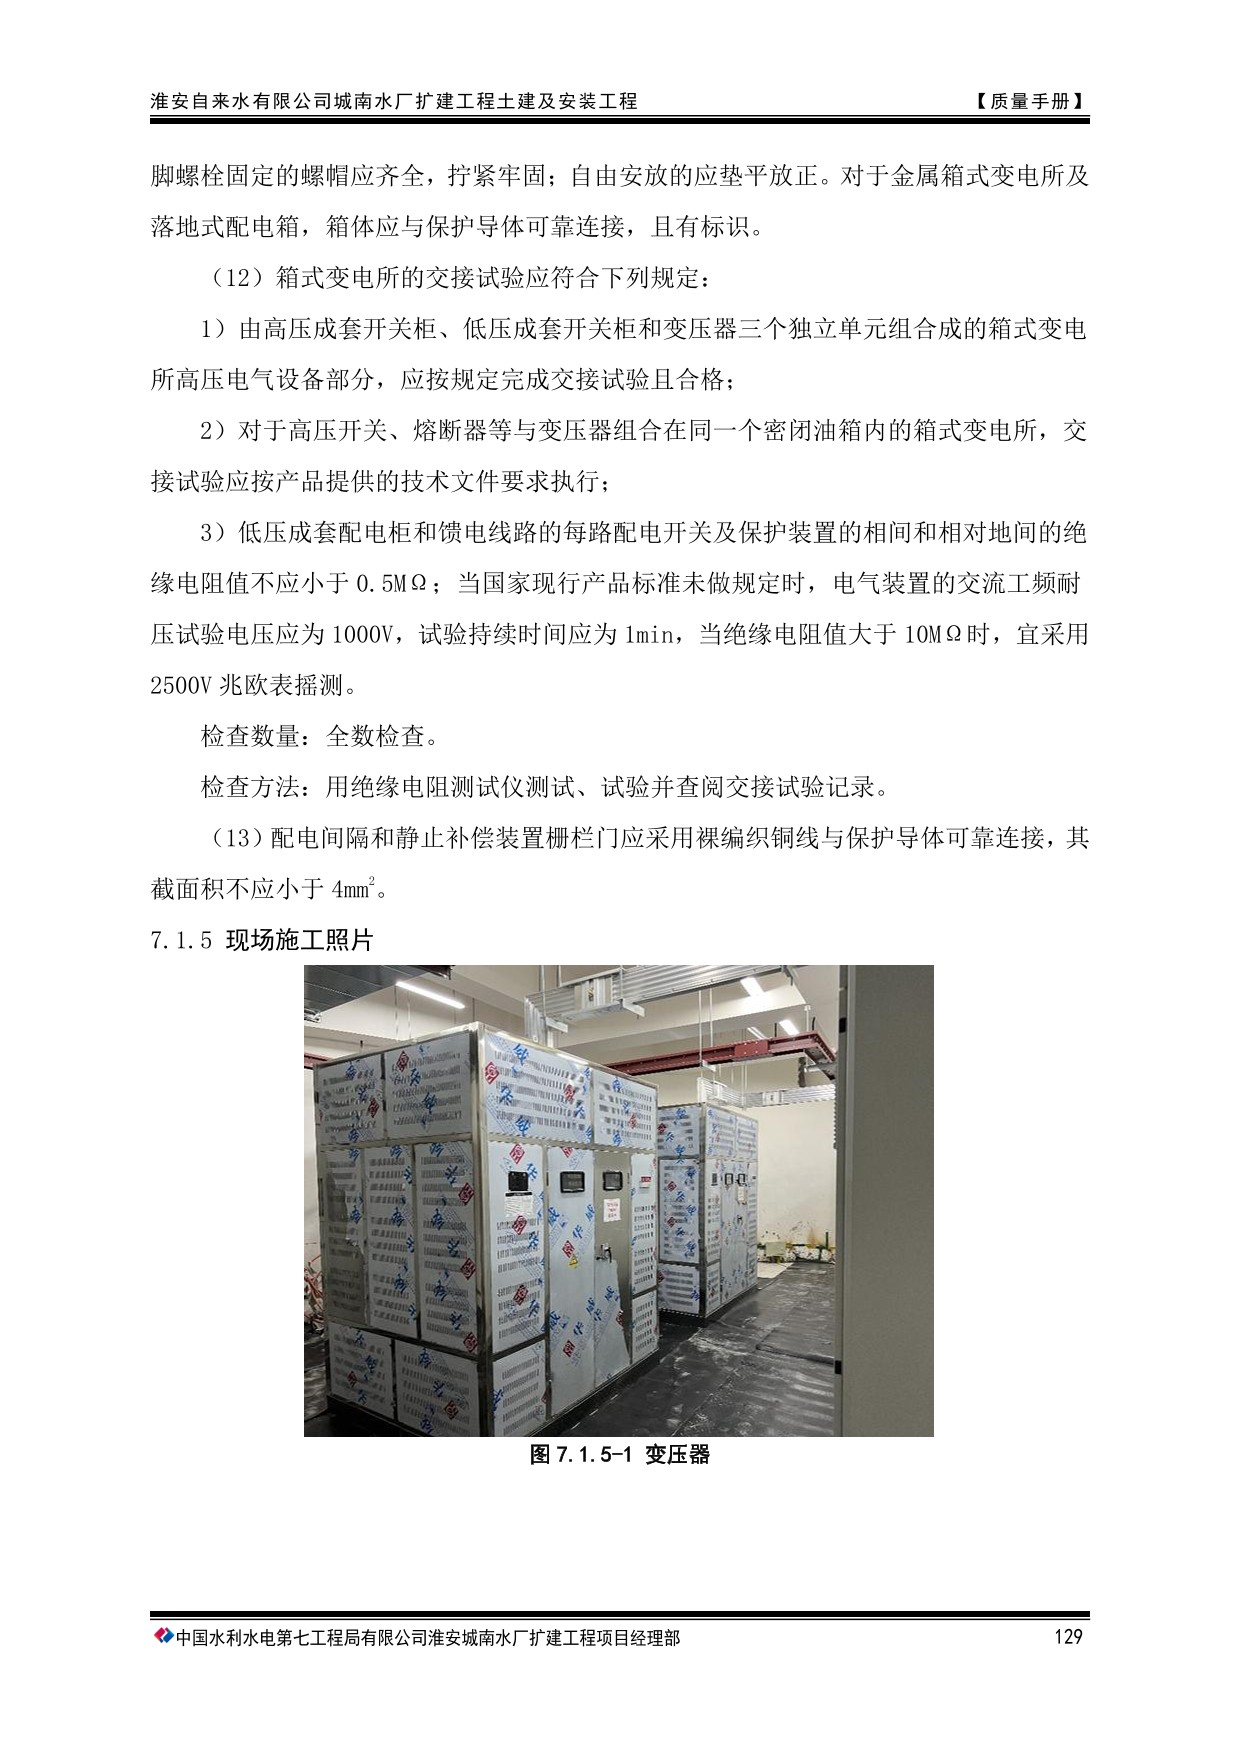 淮安自来水有限公司城南水厂扩建工程土建及安装工程 【质量手册】
脚螺栓固定的螺帽应齐全，拧紧牢固；自由安放的应垫平放正。对于金属箱式变电所及
落地式配电箱，箱体应与保护导体可靠连接，且有标识。
（12）箱式变电所的交接试验应符合下列规定：
1）由高压成套开关柜、低压成套开关柜和变压器三个独立单元组合成的箱式变电
所高压电气设备部分，应按规定完成交接试验且合格；
2）对于高压开关、熔断器等与变压器组合在同一个密闭油箱内的箱式变电所，交
接试验应按产品提供的技术文件要求执行；
3）低压成套配电柜和馈电线路的每路配电开关及保护装置的相间和相对地间的绝
缘电阻值不应小于 0.5MΩ；当国家现行产品标准未做规定时，电气装置的交流工频耐
压试验电压应为 1000V，试验持续时间应为 1min，当绝缘电阻值大于 10MΩ时，宜采用
2500V 兆欧表摇测。
检查数量：全数检查。
检查方法：用绝缘电阻测试仪测试、试验并查阅交接试验记录。
（13）配电间隔和静止补偿装置栅栏门应采用裸编织铜线与保护导体可靠连接，其
截面积不应小于 4mm²。
7.1.5 现场施工照片
图 7.1.5-1 变压器
中国水利水电第七工程局有限公司淮安城南水厂扩建工程项目经理部 129